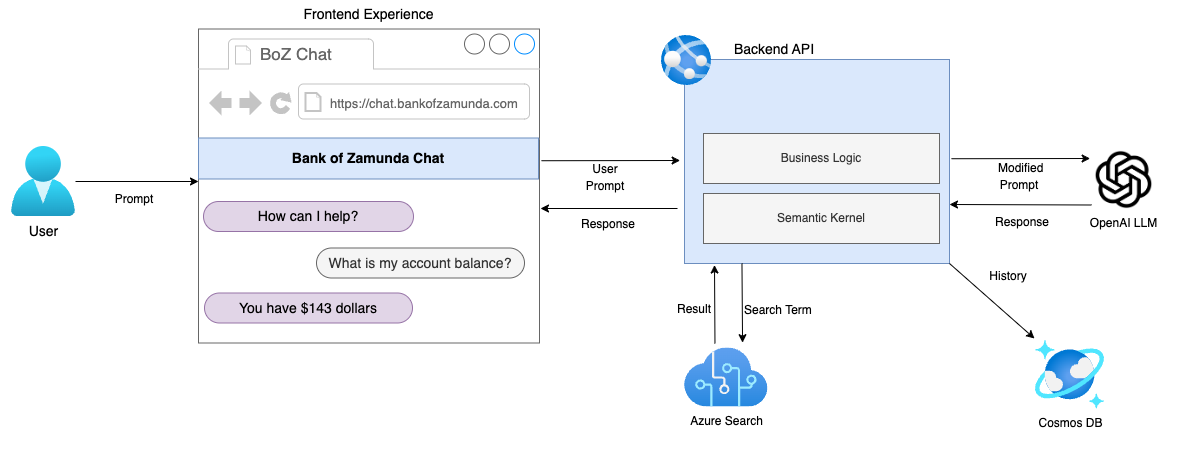 Frontend Experience
BoZ Chat
https://chat.bankofzamunda.com
Bank of Zamunda Chat
How can I help?
What is my account balance?
You have $143 dollars
User
Prompt
User
Prompt
Response
Backend API
Business Logic
Semantic Kernel
Modified
Prompt
Response
OpenAI LLM
History
Result
Search Term
Azure Search
Cosmos DB